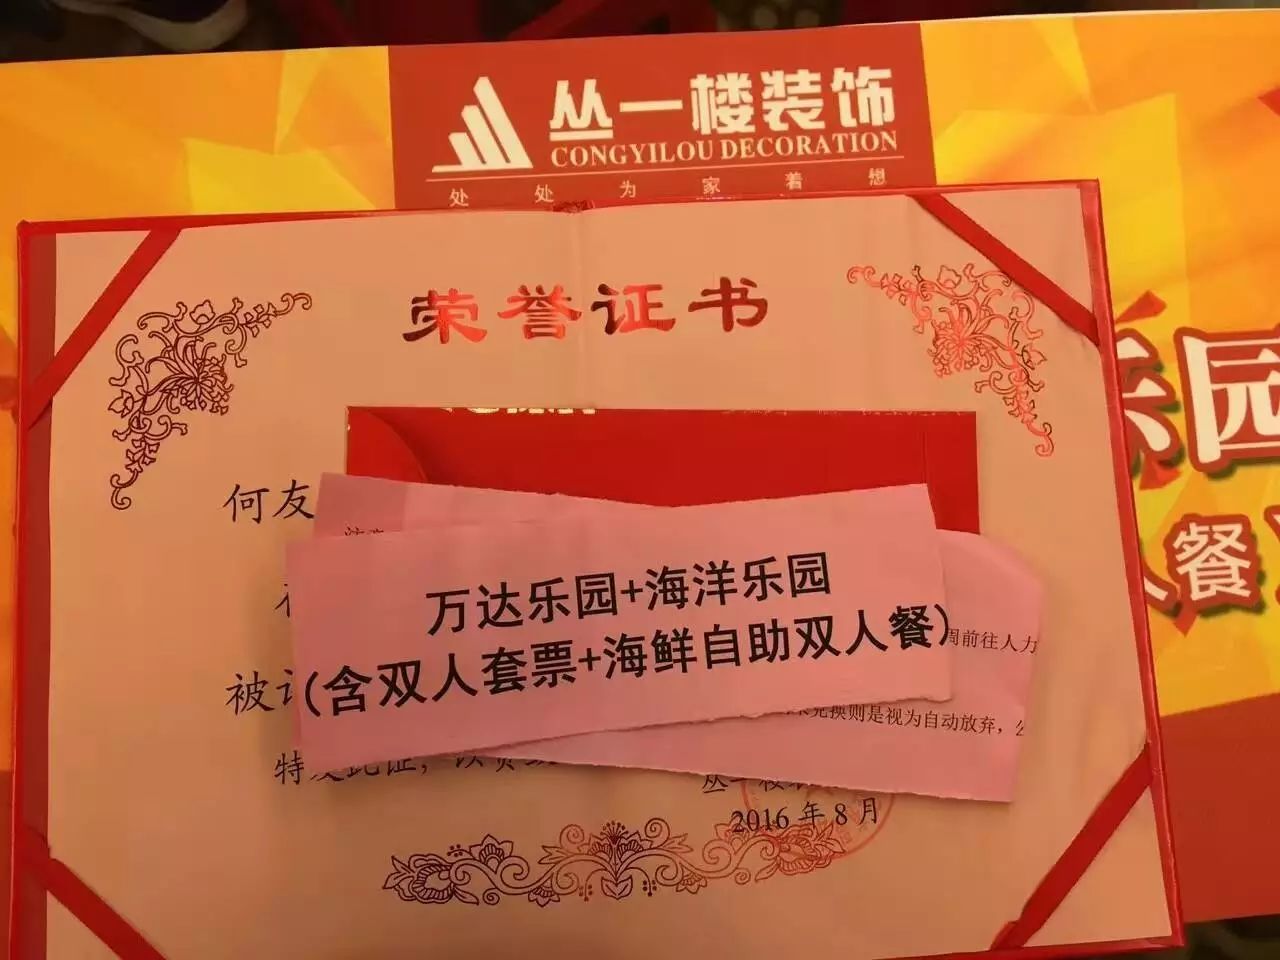 丛一楼装饰
CONGYILOU DECORATION
处处为家着想
荣誉证书
乐园
人餐
何友
万达乐园+海洋乐园
(含双人套票+海鲜自助双人餐)
周前往人力
被
兑换则是视为自动放弃，
特发此证，
丛一楼
2016年8月